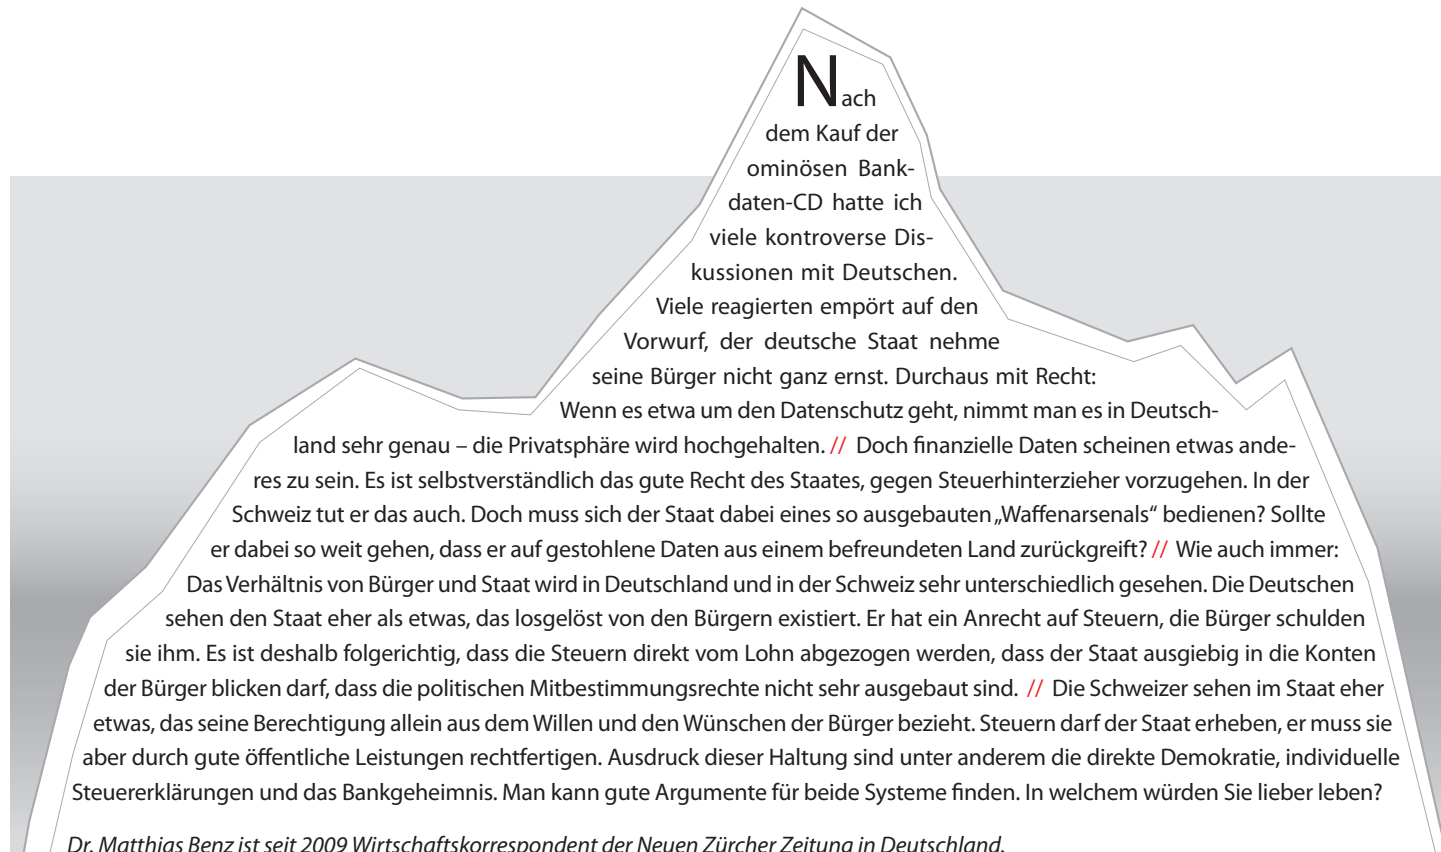 Nach
dem Kauf der
ominösen Bank-
daten-CD hatte ich
viele kontroverse Dis-
kussionen mit Deutschen.
Viele reagierten empört auf den
Vorwurf, der deutsche Staat nehme
seine Bürger nicht ganz ernst. Durchaus mit Recht:
Wenn es etwa um den Datenschutz geht, nimmt man es in Deutsch-
land sehr genau – die Privatsphäre wird hochgehalten. // Doch finanzielle Daten scheinen etwas ande-
res zu sein. Es ist selbstverständlich das gute Recht des Staates, gegen Steuerhinterzieher vorzugehen. In der
Schweiz tut er das auch. Doch muss sich der Staat dabei eines so ausgebauten „Waffenarsenals“ bedienen? Sollte
er dabei so weit gehen, dass er auf gestohlene Daten aus einem befreundeten Land zurückgreift? // Wie auch immer:
Das Verhältnis von Bürger und Staat wird in Deutschland und in der Schweiz sehr unterschiedlich gesehen. Die Deutschen
sehen den Staat eher als etwas, das losgelöst von den Bürgern existiert. Er hat ein Anrecht auf Steuern, die Bürger schulden
sie ihm. Es ist deshalb folgerichtig, dass die Steuern direkt vom Lohn abgezogen werden, dass der Staat ausgiebig in die Konten
der Bürger blicken darf, dass die politischen Mitbestimmungsrechte nicht sehr ausgebaut sind. // Die Schweizer sehen im Staat eher
etwas, das seine Berechtigung allein aus dem Willen und den Wünschen der Bürger bezieht. Steuern darf der Staat erheben, er muss sie
aber durch gute öffentliche Leistungen rechtfertigen. Ausdruck dieser Haltung sind unter anderem die direkte Demokratie, individuelle
Steuererklärungen und das Bankgeheimnis. Man kann gute Argumente für beide Systeme finden. In welchem würden Sie lieber leben?
Dr. Matthias Benz ist seit 2009 Wirtschaftskorrespondent der Neuen Zürcher Zeitung in Deutschland.